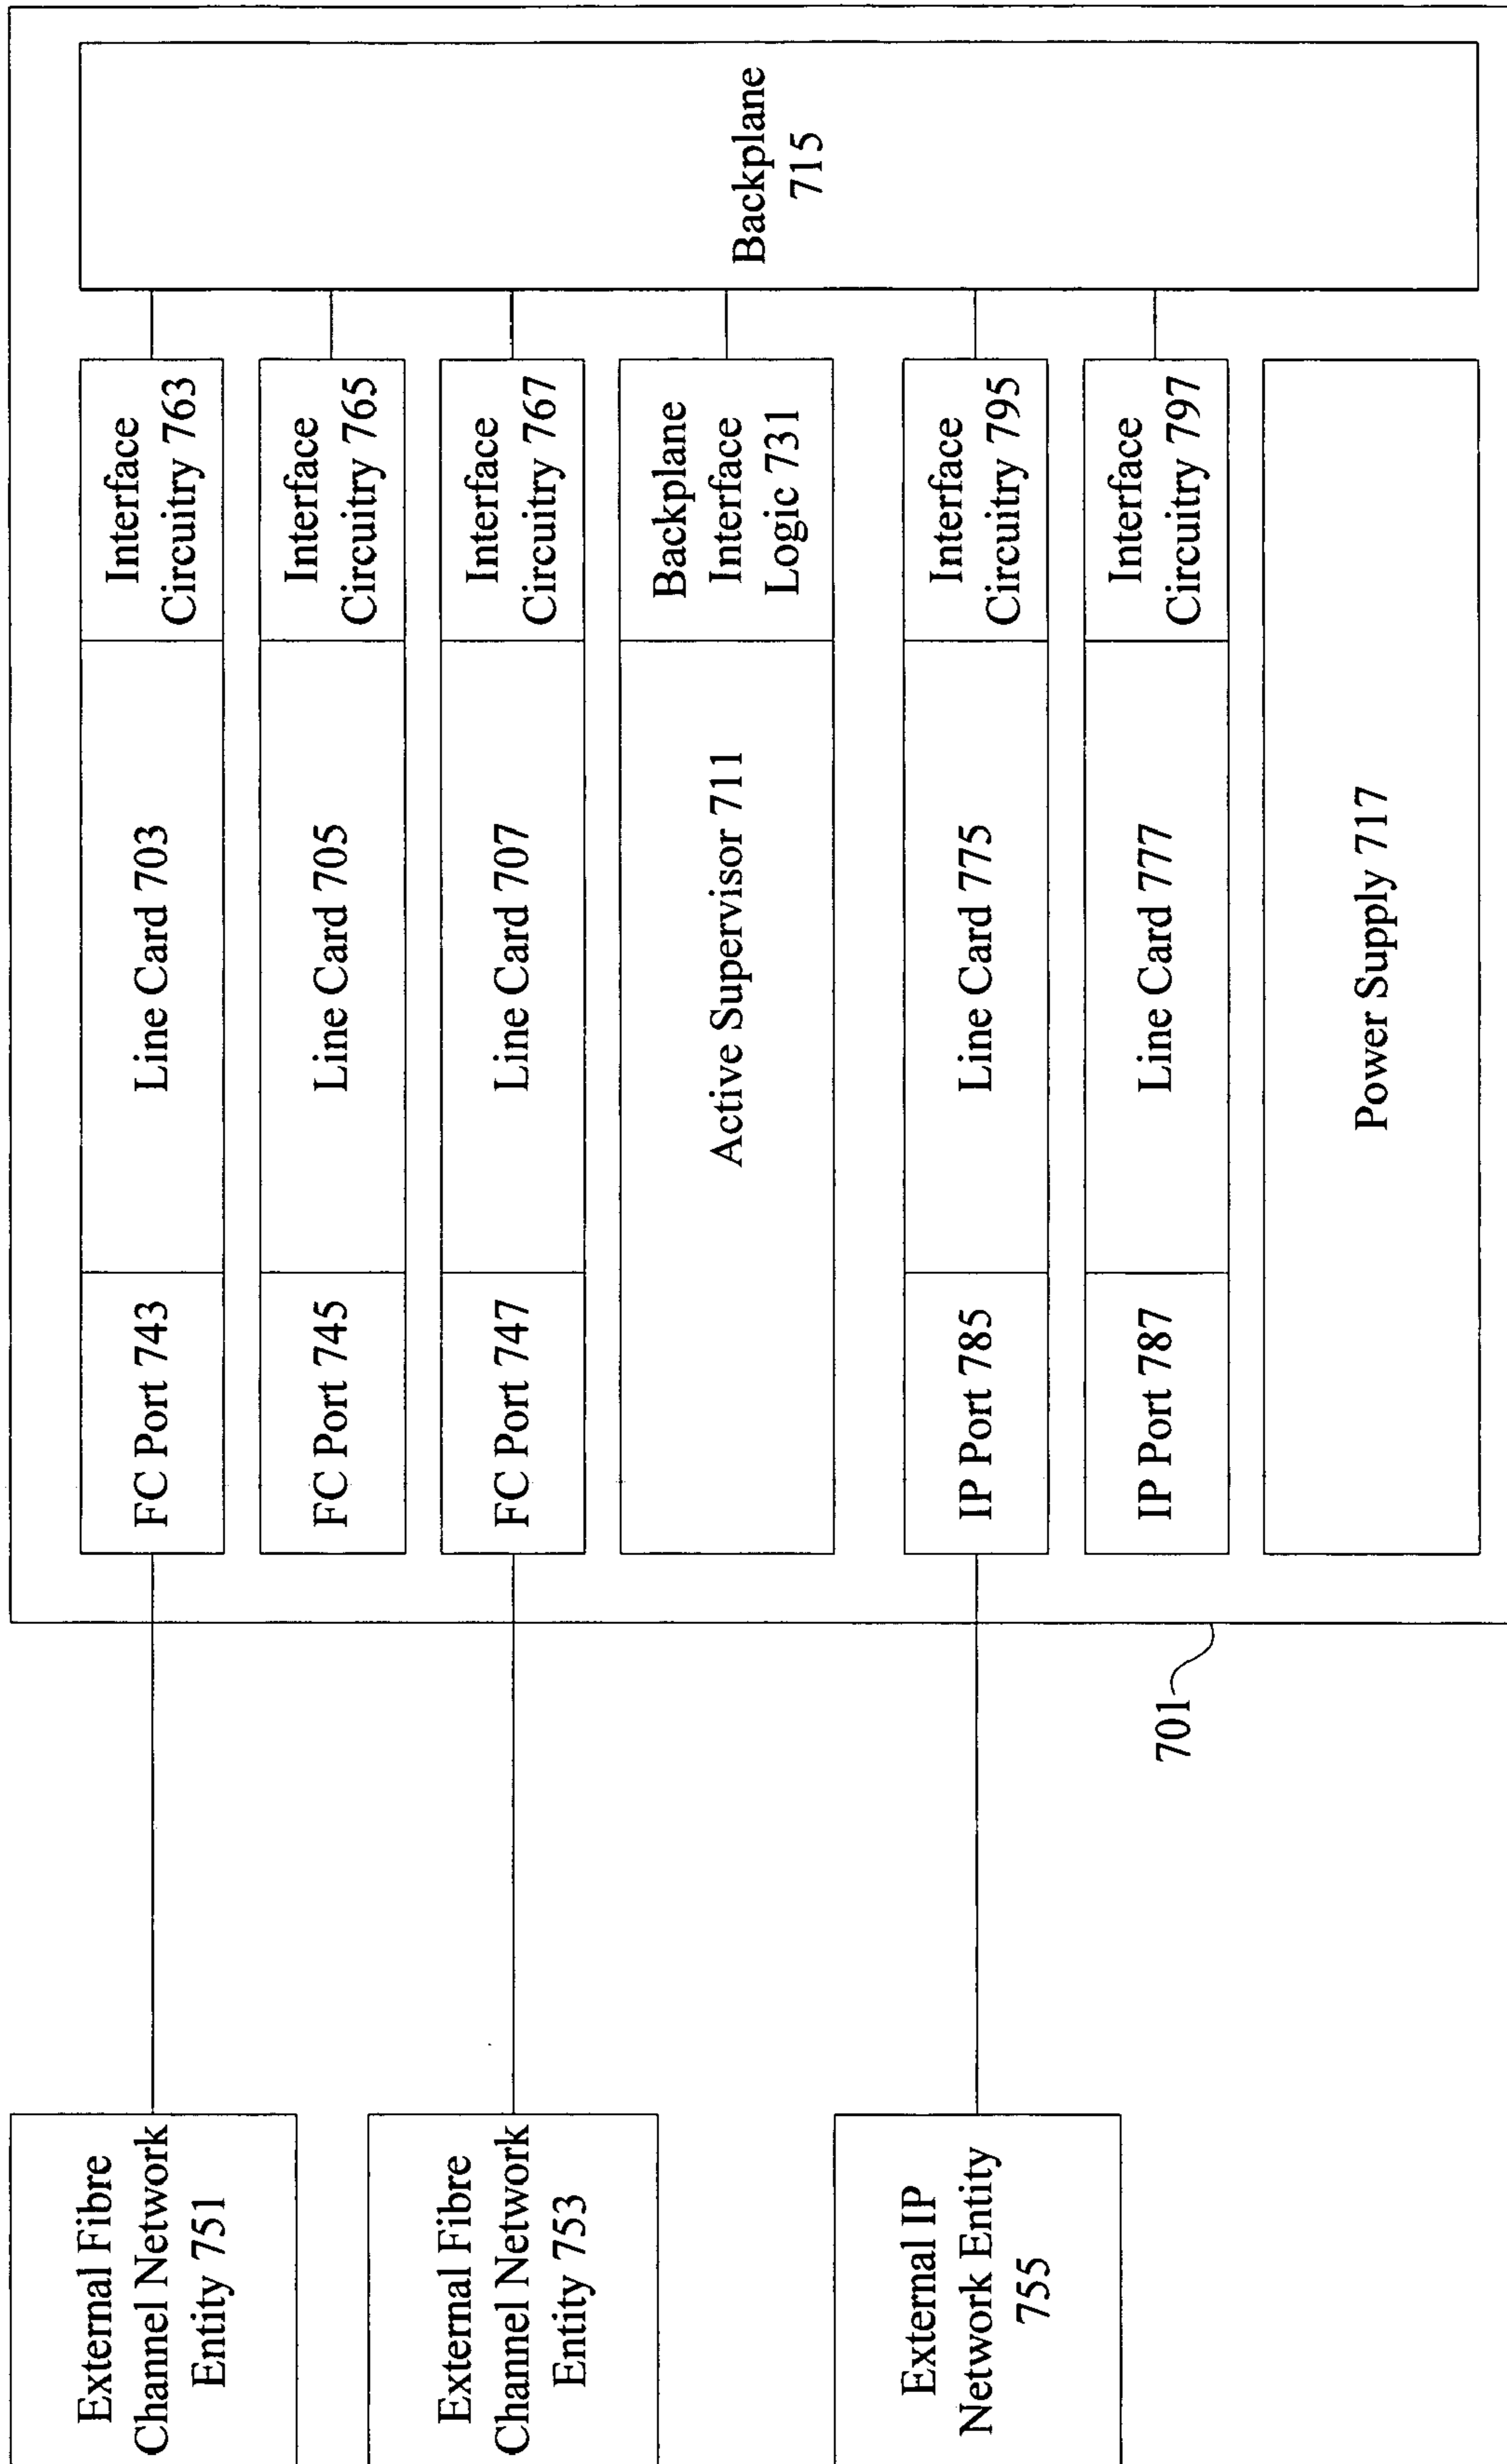 External Fibre
Channel Network
Entity 751
FC Port 743
Line Card 703
Interface
Circuitry 763
FC Port 745
Line Card 705
Interface
Circuitry 765
External Fibre
Channel Network
Entity 753
FC Port 747
Line Card 707
Interface
Circuitry 767
Active Supervisor 711
Backplane
Interface
Logic 731
External IP
Network Entity
755
IP Port 785
Line Card 775
Interface
Circuitry 795
IP Port 787
Line Card 777
Interface
Circuitry 797
Power Supply 717
Backplane
715
701